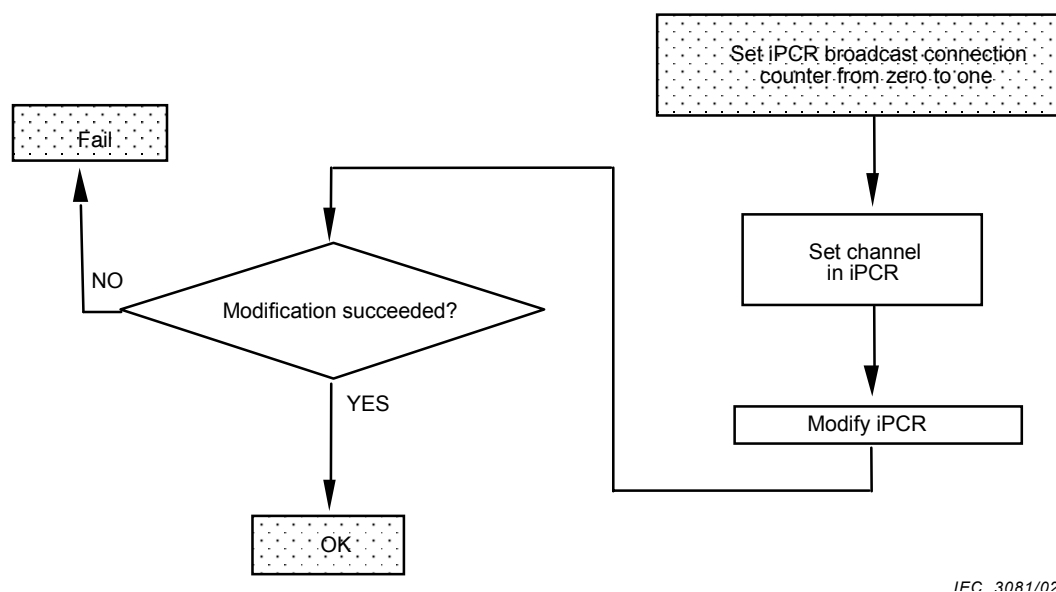 Set iPCR broadcast connection
counter from zero to one
Fail
Set channel
in iPCR
NO
Modification succeeded?
YES
Modify iPCR
OK
IEC 3081/02